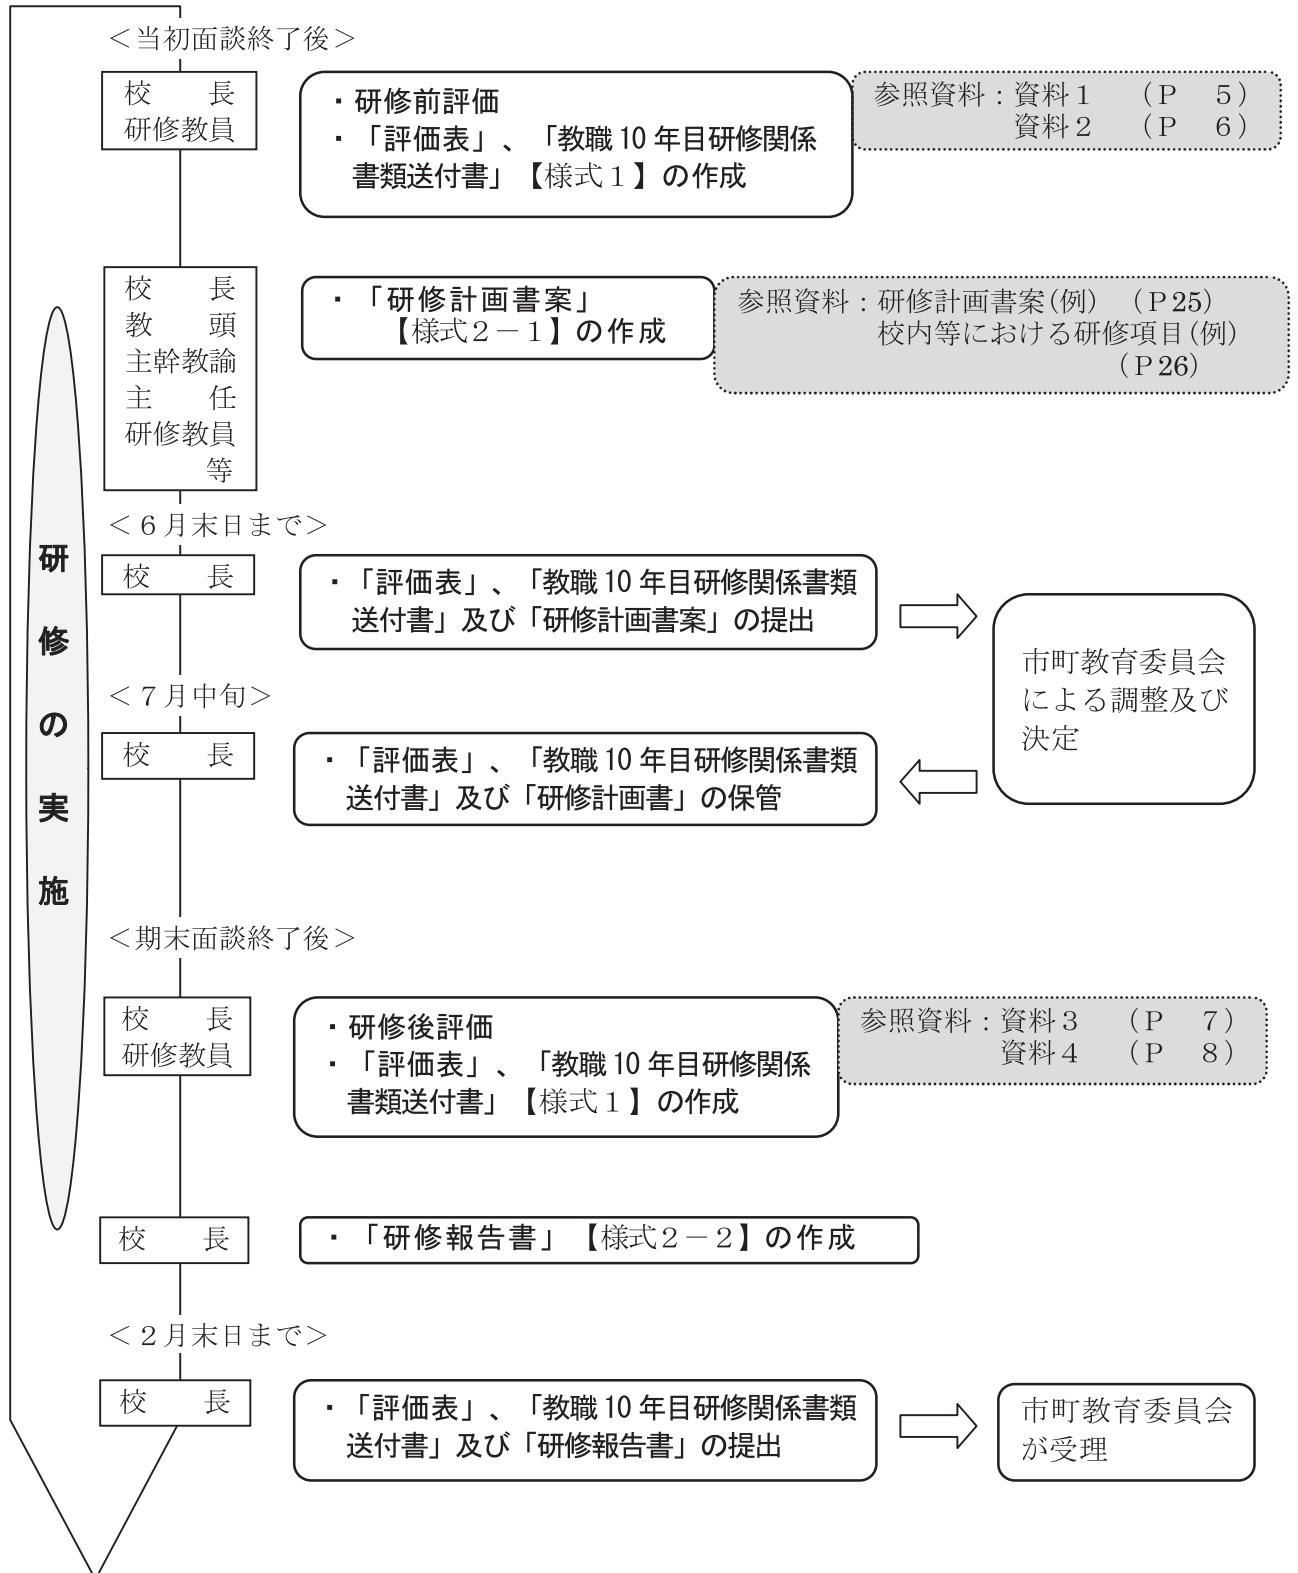 ＜当初面談終了後＞
校　　長
研修教員
・研修前評価
・「評価表」、「教職10年目研修関係
書類送付書」【様式１】の作成
参照資料：資料１　（Ｐ　５）
資料２　（Ｐ　６）
校　　長
教　　頭
主幹教諭
主　　任
研修教員
等
・「研修計画書案」
【様式２－１】の作成
参照資料：研修計画書案(例)　（Ｐ25）
校内等における研修項目(例)
（Ｐ26）
研修の実施
＜６月末日まで＞
校　　長
・「評価表」、「教職10年目研修関係書類
送付書」及び「研修計画書案」の提出
市町教育委員会
による調整及び
決定
＜７月中旬＞
校　　長
・「評価表」、「教職10年目研修関係書類
送付書」及び「研修計画書」の保管
＜期末面談終了後＞
校　　長
研修教員
・研修後評価
・「評価表」、「教職10年目研修関係
書類送付書」【様式１】の作成
参照資料：資料３　（Ｐ　７）
資料４　（Ｐ　８）
校　　長
・「研修報告書」【様式２－２】の作成
＜２月末日まで＞
校　　長
・「評価表」、「教職10年目研修関係書類
送付書」及び「研修報告書」の提出
市町教育委員会
が受理